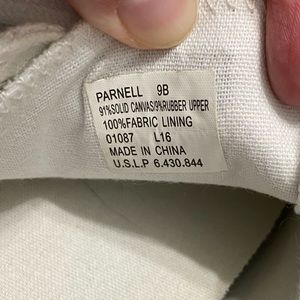 PARNELL 9B
91%SOLID CANVAS/9%RUBBER UPPER
100%FABRIC LINING
01087 L16
MADE IN CHINA
U.S.L.P 6.430.844